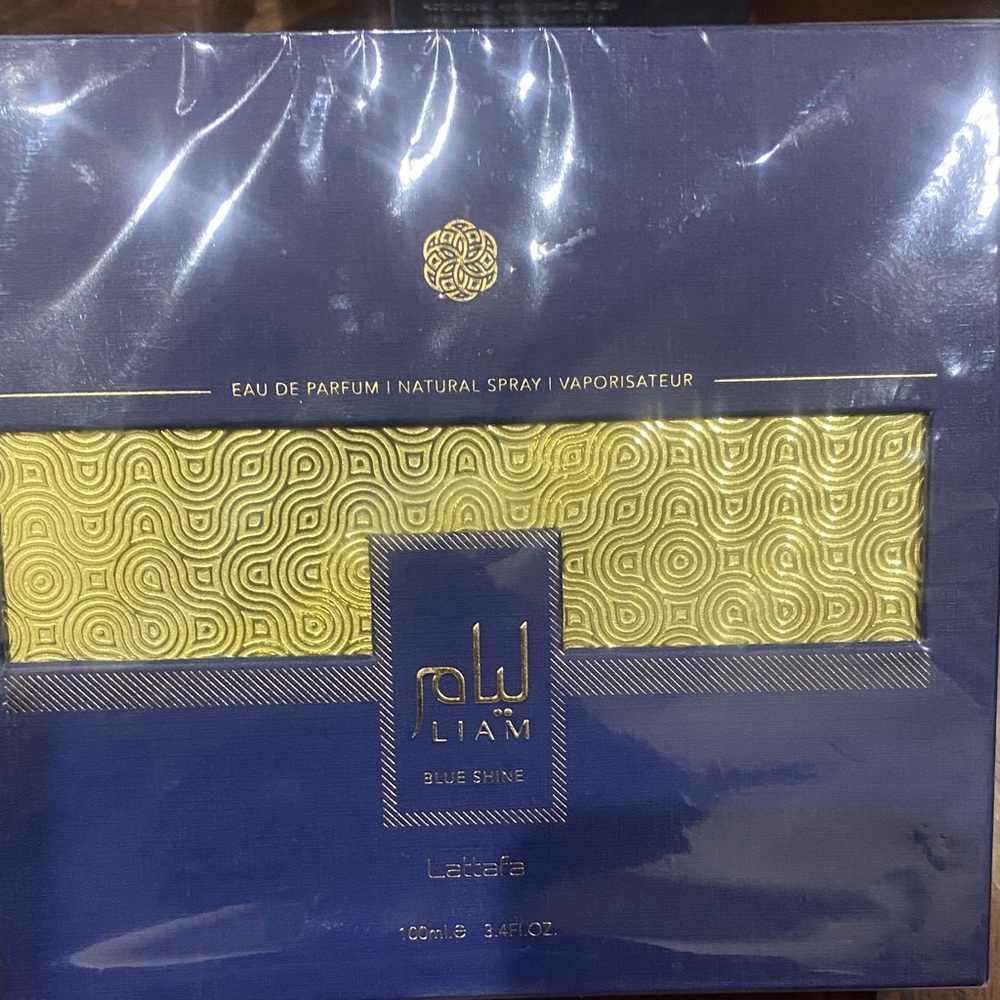 EAU DE PARFUM | NATURAL SPRAY | VAPORISATEUR
ليام
LIAM
BLUE SHINE
Lattafa
100ml.℮ 3.4Fl.OZ.